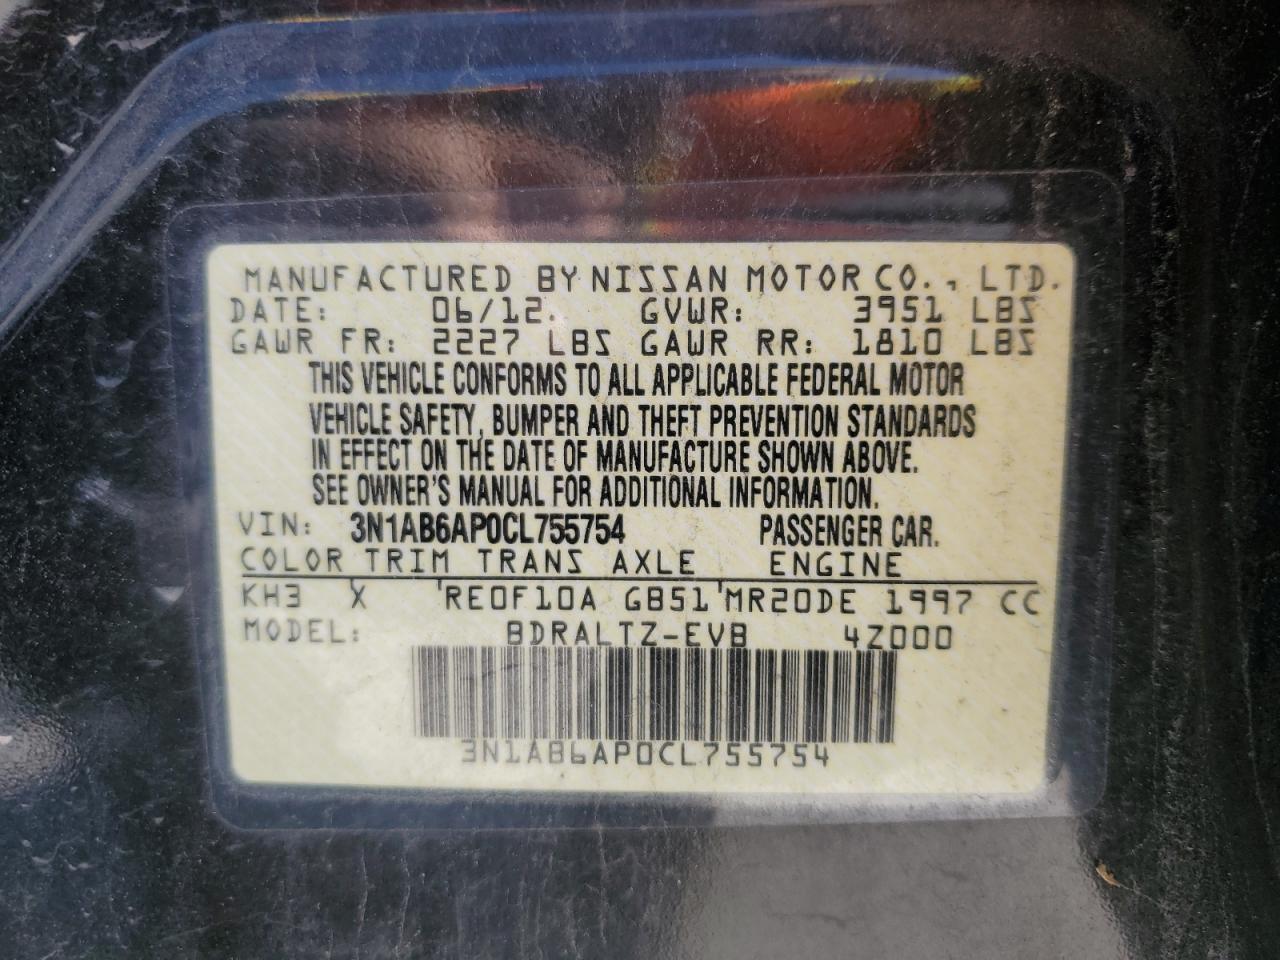 MANUFACTURED BY NISSAN MOTOR CO., LTD.
DATE: 06/12. GVWR: 3951 LBS
GAWR FR: 2227 LBS GAWR RR: 1810 LBS
THIS VEHICLE CONFORMS TO ALL APPLICABLE FEDERAL MOTOR
VEHICLE SAFETY, BUMPER AND THEFT PREVENTION STANDARDS
IN EFFECT ON THE DATE OF MANUFACTURE SHOWN ABOVE.
SEE OWNER'S MANUAL FOR ADDITIONAL INFORMATION.
VIN: 3N1AB6AP0CL755754 PASSENGER CAR.
COLOR TRIM TRANS AXLE ENGINE
KH3 X RE0F10A GB51 MR20DE 1997 CC
MODEL: BDRALTZ-EVB 4Z000
3N1AB6AP0CL755754